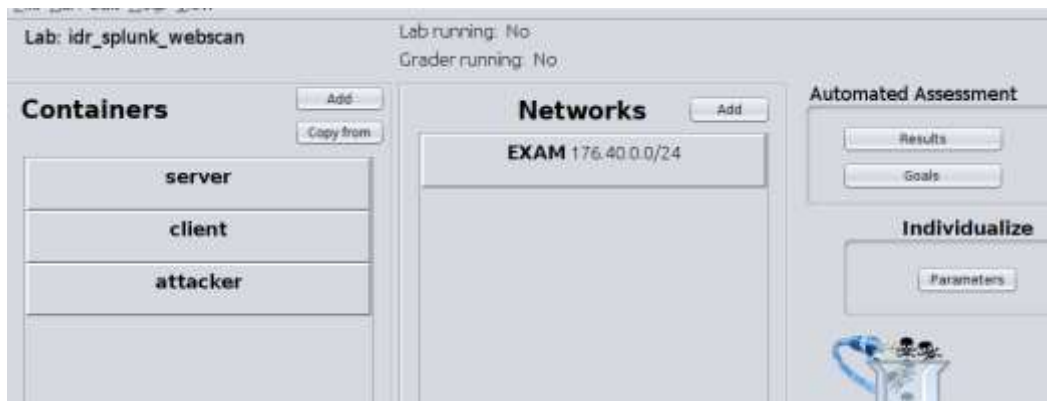 Lab: idr_splunk_webscan
Lab running: No
Grader running: No
Containers
Add
Copy from
server
client
attacker
Networks
Add
EXAM 176.40.0.0/24
Automated Assessment
Results
Goals
Individualize
Parameters